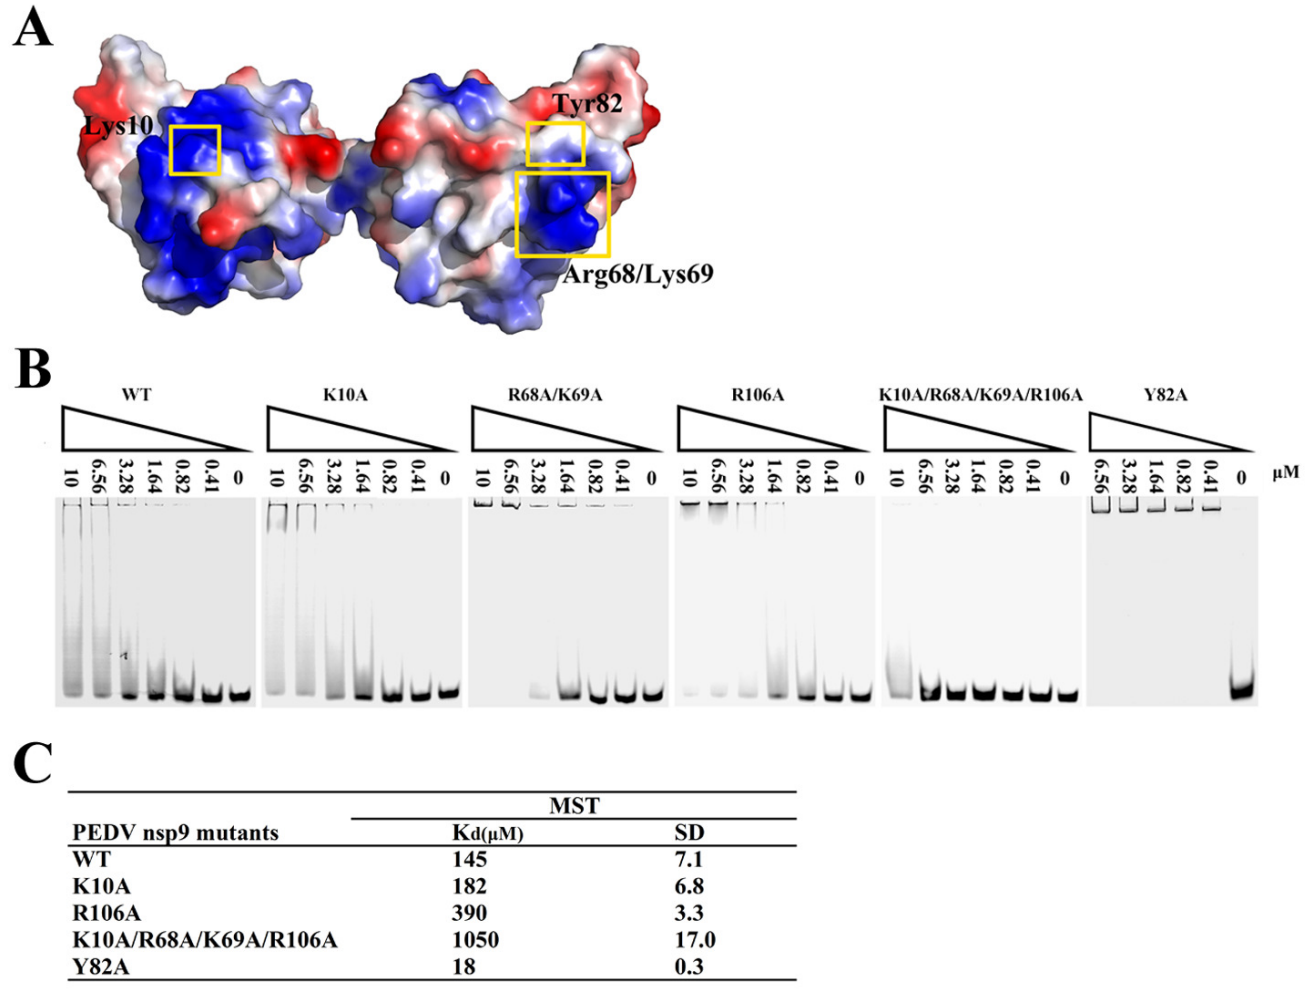 A
Lys10
Tyr82
Arg68/Lys69
B
WT K10A R68A/K69A R106A K10A/R68A/K69A/R106A Y82A
10 6.56 3.28 1.64 0.82 0.41 0 10 6.56 3.28 1.64 0.82 0.41 0 10 6.56 3.28 1.64 0.82 0.41 0 10 6.56 3.28 1.64 0.82 0.41 0 10 6.56 3.28 1.64 0.82 0.41 0 6.56 3.28 1.64 0.82 0.41 0 μM
C
MST
PEDV nsp9 mutants Kd(μM) SD
WT 145 7.1
K10A 182 6.8
R106A 390 3.3
K10A/R68A/K69A/R106A 1050 17.0
Y82A 18 0.3